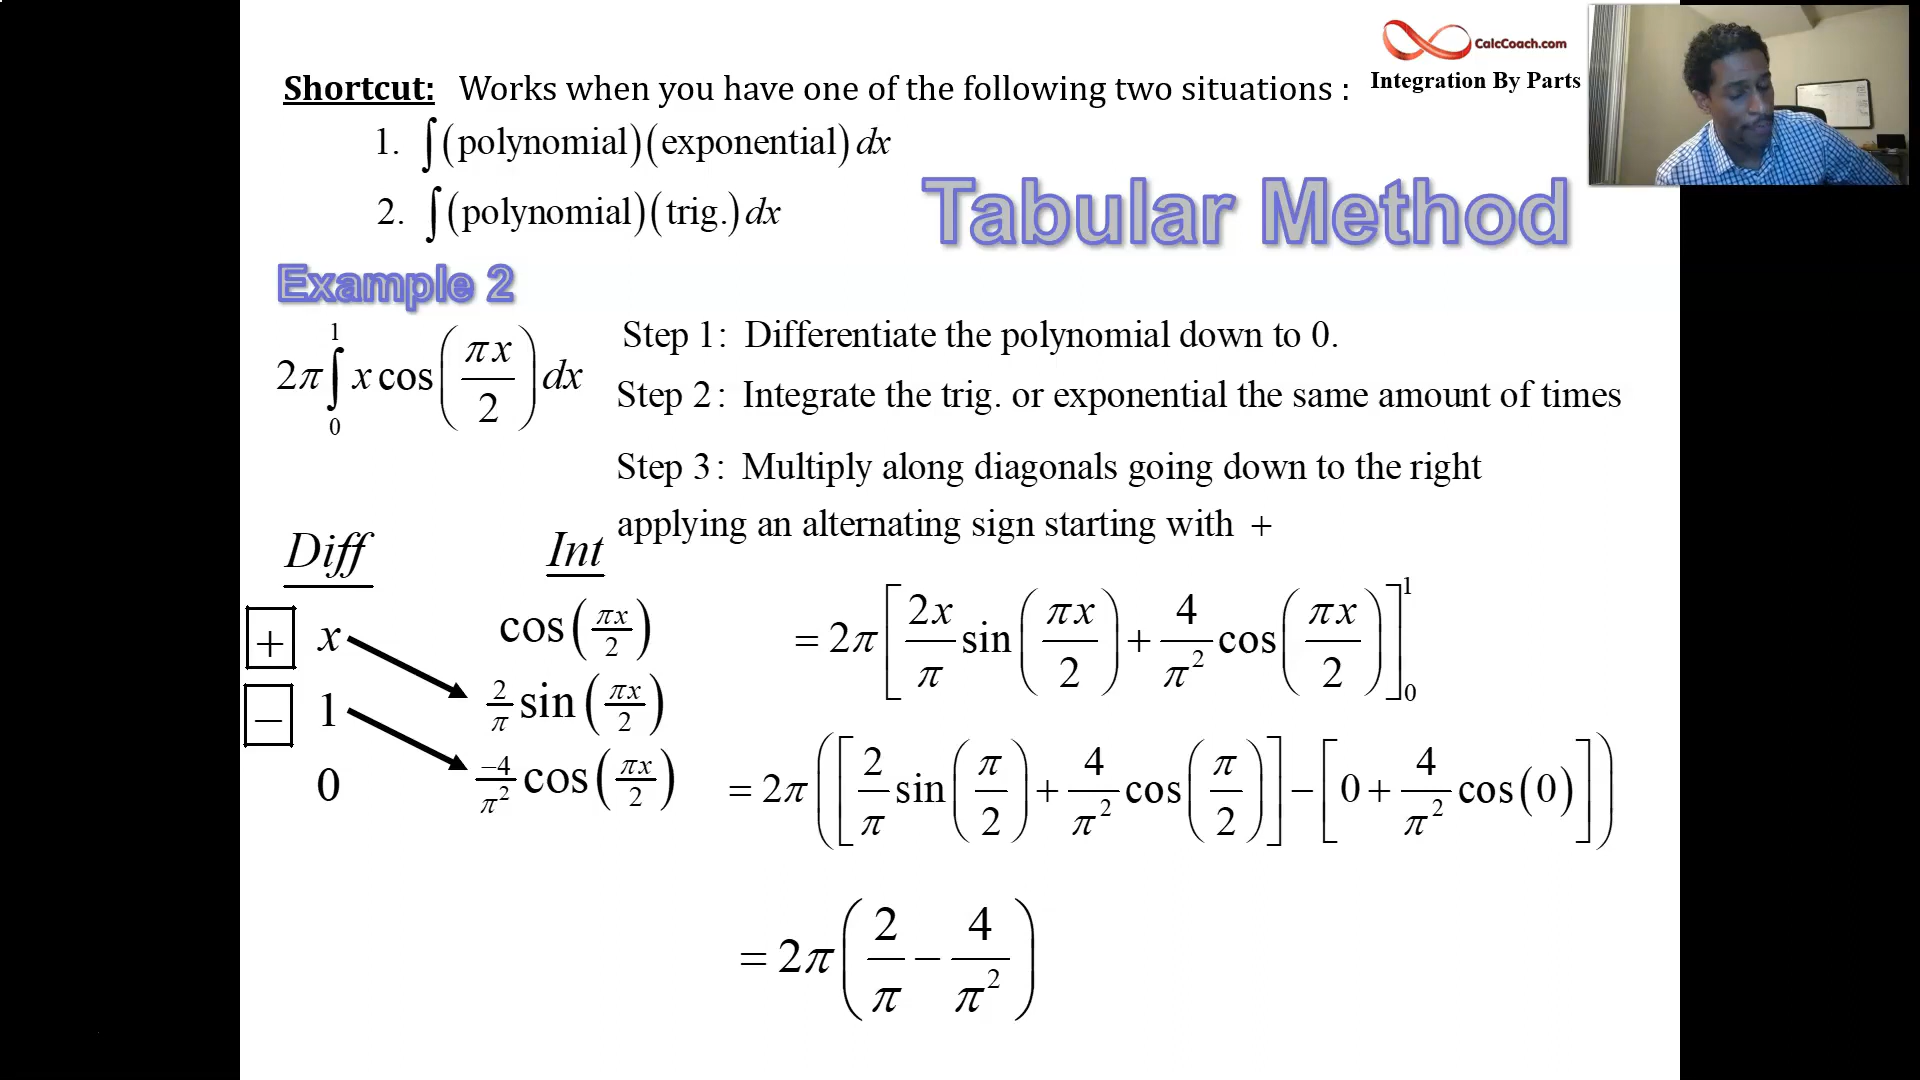 CalcCoach.com
Integration By Parts
Shortcut: Works when you have one of the following two situations :
1. ∫(polynomial)(exponential) dx
2. ∫(polynomial)(trig.) dx
Tabular Method
Example 2
2π ∫₀¹ x cos(πx/2) dx
Step 1: Differentiate the polynomial down to 0.
Step 2: Integrate the trig. or exponential the same amount of times
Step 3: Multiply along diagonals going down to the right
applying an alternating sign starting with +
Diff Int
+ x cos(πx/2)
− 1 2/π sin(πx/2)
0 −4/π² cos(πx/2)
= 2π[2x/π sin(πx/2) + 4/π² cos(πx/2)]₀¹
= 2π([2/π sin(π/2) + 4/π² cos(π/2)] − [0 + 4/π² cos(0)])
= 2π(2/π − 4/π²)